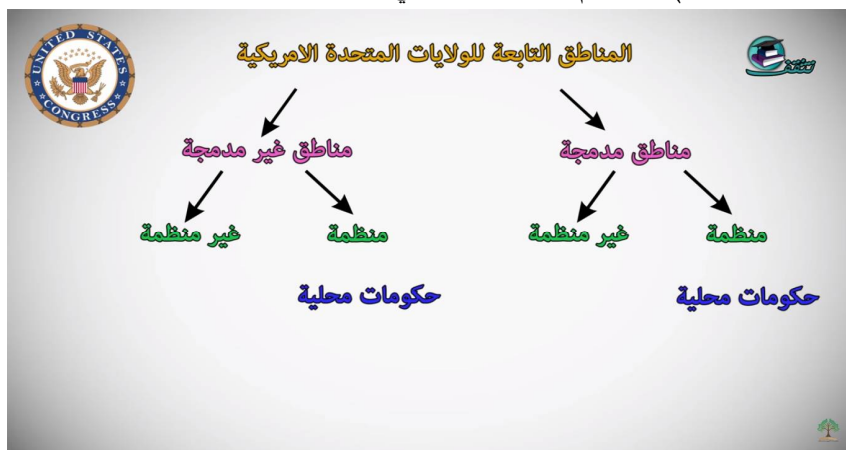 المناطق التابعة للولايات المتحدة الامريكية
UNITED STATES
CONGRESS
تثقف
مناطق مدمجة
مناطق غير مدمجة
منظمة
غير منظمة
منظمة
غير منظمة
حكومات محلية
حكومات محلية